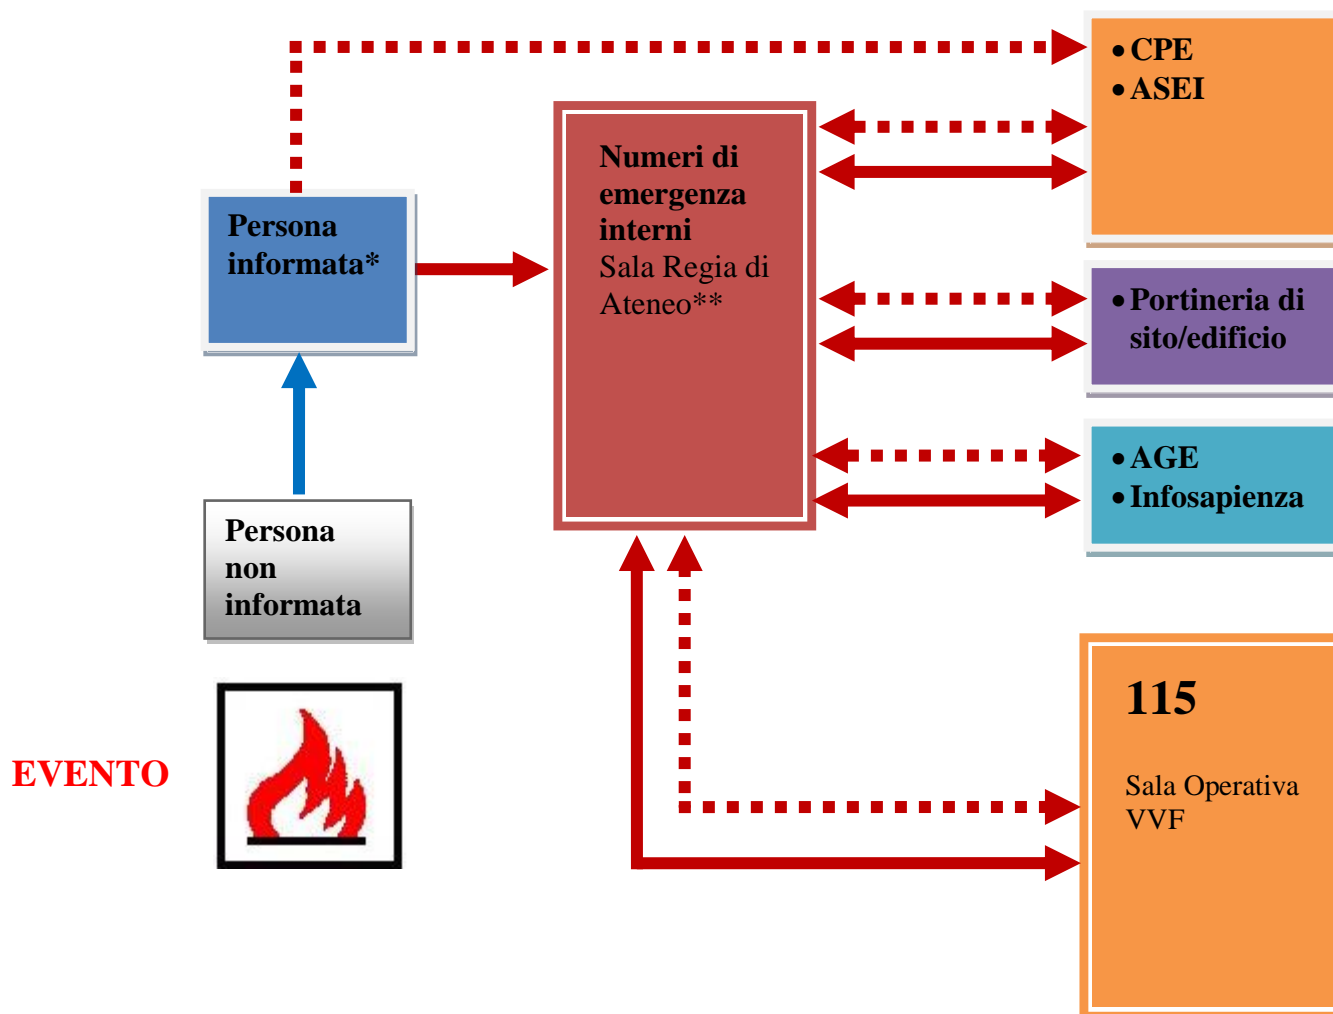 • CPE
• ASEI
Numeri di
emergenza
interni
Sala Regia di
Ateneo**
Persona
informata*
• Portineria di
sito/edificio
• AGE
• Infosapienza
Persona
non
informata
115
Sala Operativa
VVF
EVENTO